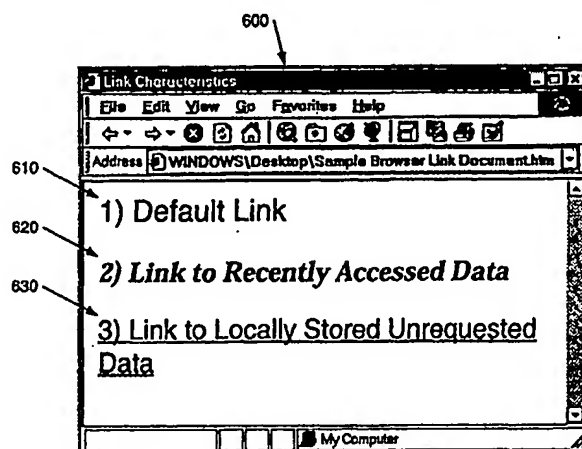 600
Link Characteristics
File Edit View Go Favorites Help
Address WINDOWS\Desktop\Sample Browser Link Document.htm
610
1) Default Link
620
2) Link to Recently Accessed Data
630
3) Link to Locally Stored Unrequested
Data
My Computer